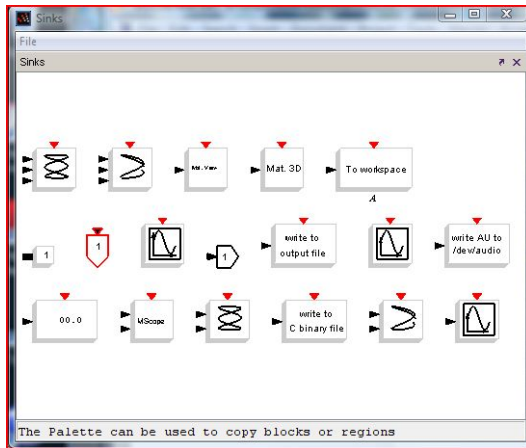 Sinks
File
Sinks
Mat. View
Mat. 3D
To workspace
A
1
1
1
write to
output file
write AU to
/dev/audio
00.0
MScope
write to
C binary file
The Palette can be used to copy blocks or regions